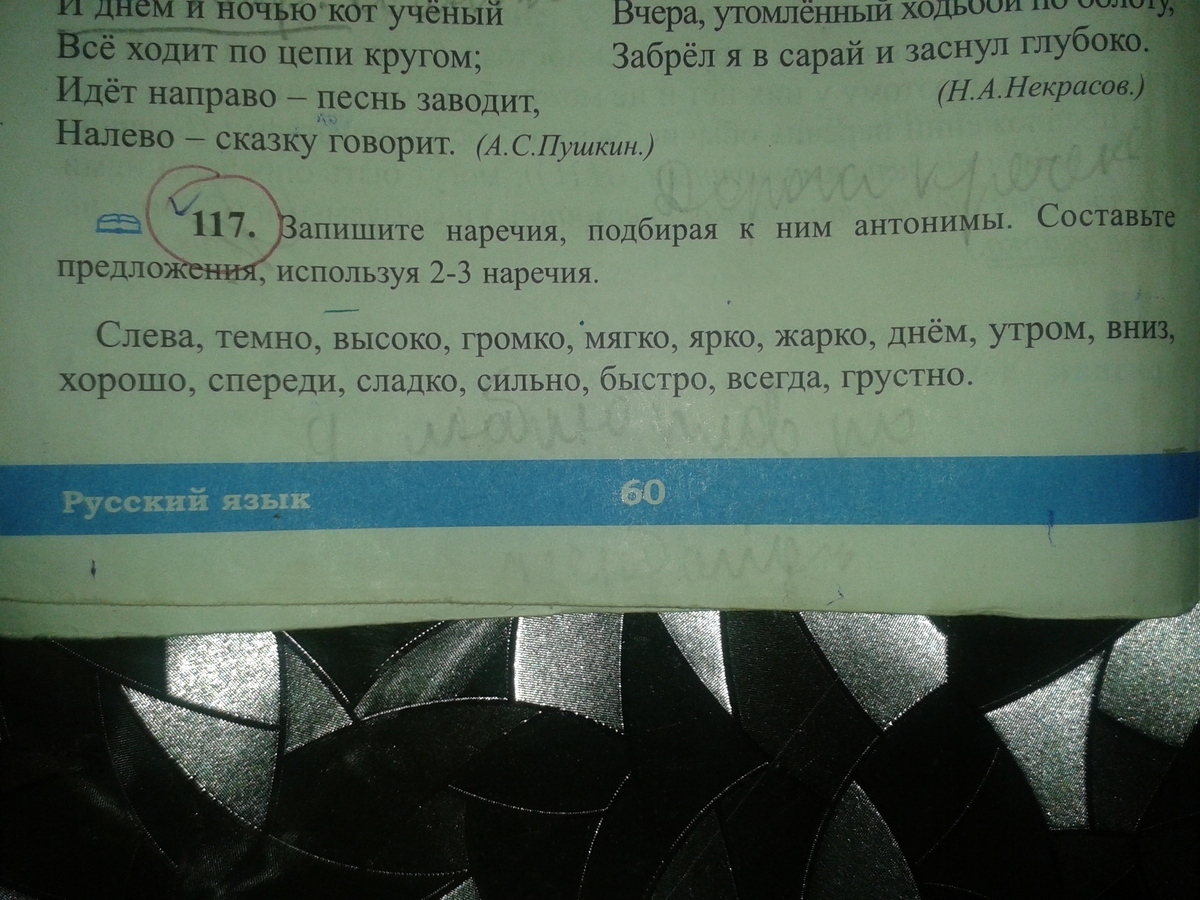 И днём и ночью кот учёный
Всё ходит по цепи кругом;
Идёт направо – песнь заводит,
Налево – сказку говорит. (А.С.Пушкин.)
Вчера, утомлённый ходьбой по болоту,
Забрёл я в сарай и заснул глубоко.
(Н.А.Некрасов.)
117. Запишите наречия, подбирая к ним антонимы. Составьте
предложения, используя 2-3 наречия.
Слева, темно, высоко, громко, мягко, ярко, жарко, днём, утром, вниз,
хорошо, спереди, сладко, сильно, быстро, всегда, грустно.
Русский язык 60